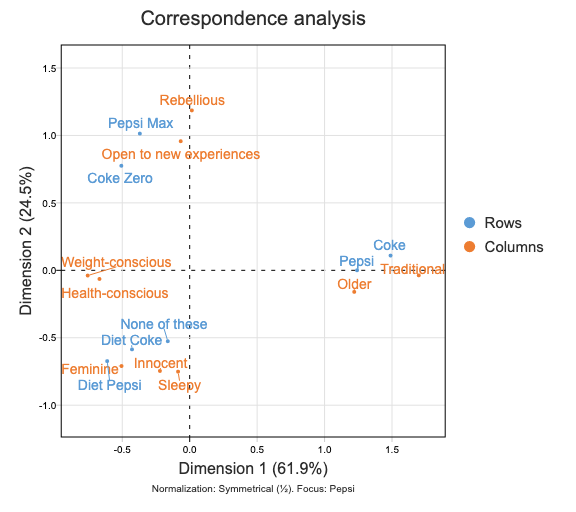 Correspondence analysis
1.5
Rebellious
Pepsi Max
1.0
Open to new experiences
Coke Zero
0.5
Rows
Columns
Coke
Pepsi
Weight-conscious
0.0
Traditional
Older
Health-conscious
None of these
-0.5
Diet Coke
Innocent
Feminine
Diet Pepsi
Sleepy
-1.0
Dimension 2 (24.5%)
-0.5 0.0 0.5 1.0 1.5
Dimension 1 (61.9%)
Normalization: Symmetrical (½). Focus: Pepsi